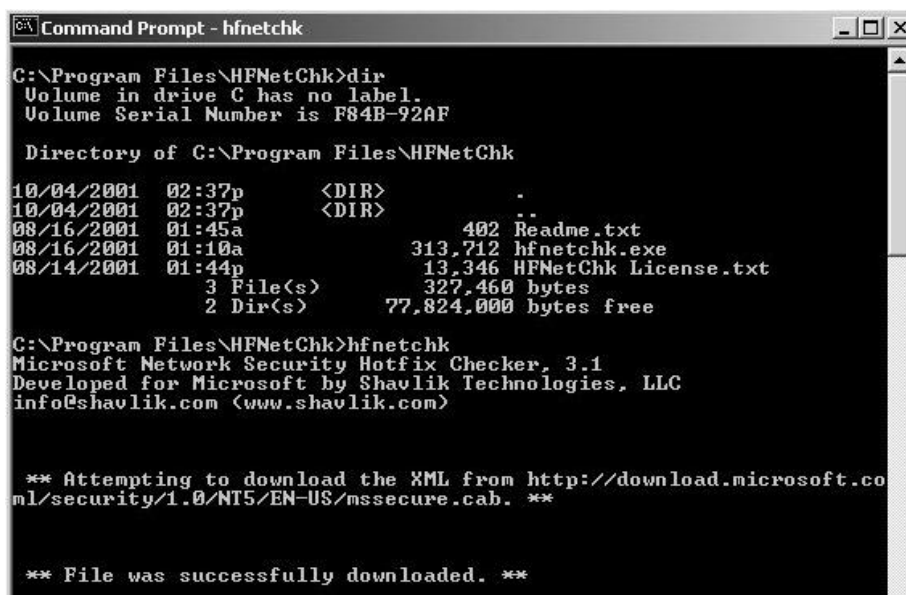 Command Prompt - hfnetchk
C:\Program Files\HFNetChk>dir
Volume in drive C has no label.
Volume Serial Number is F84B-92AF
Directory of C:\Program Files\HFNetChk
10/04/2001 02:37p <DIR> .
10/04/2001 02:37p <DIR> ..
08/16/2001 01:45a 402 Readme.txt
08/16/2001 01:10a 313,712 hfnetchk.exe
08/14/2001 01:44p 13,346 HFNetChk License.txt
3 File(s) 327,460 bytes
2 Dir(s) 77,824,000 bytes free
C:\Program Files\HFNetChk>hfnetchk
Microsoft Network Security Hotfix Checker, 3.1
Developed for Microsoft by Shavlik Technologies, LLC
info@shavlik.com (www.shavlik.com)
** Attempting to download the XML from http://download.microsoft.co
ml/security/1.0/NT5/EN-US/mssecure.cab. **
** File was successfully downloaded. **